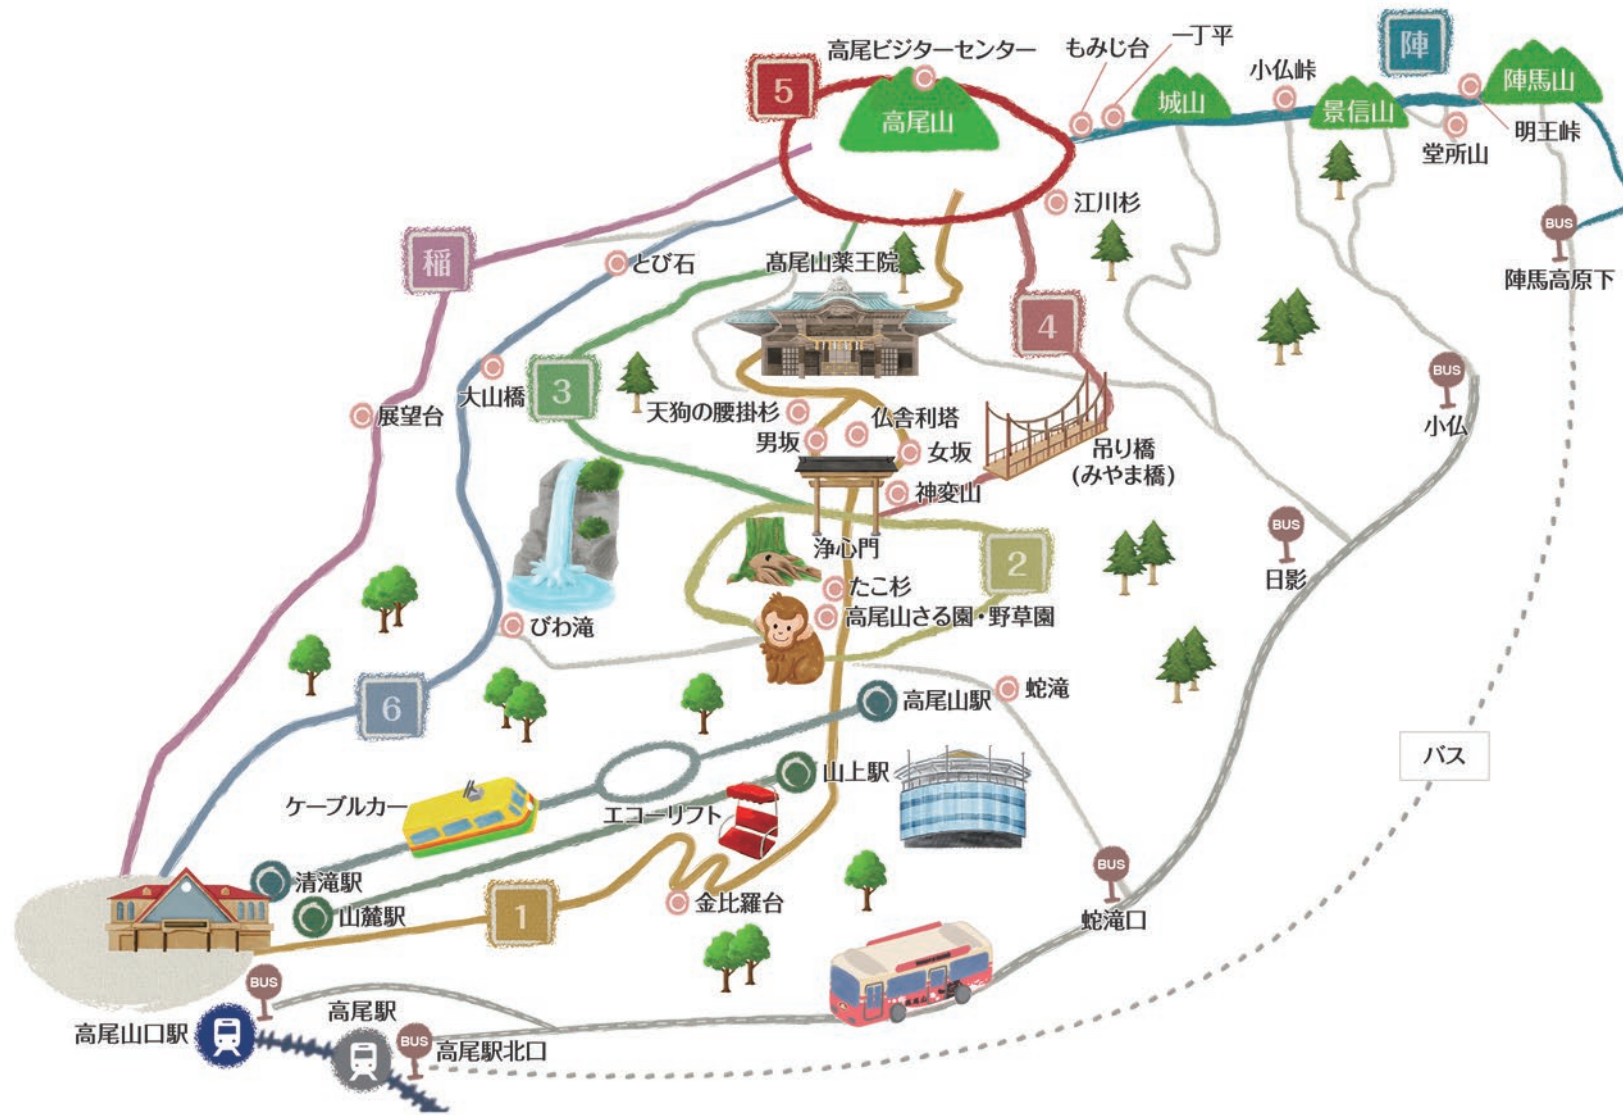 陣
一丁平
もみじ台
高尾ビジターセンター
5
小仏峠
陣馬山
城山
景信山
高尾山
明王峠
堂所山
江川杉
BUS
稲
とび石
髙尾山薬王院
陣馬高原下
4
3
大山橋
BUS
展望台
天狗の腰掛杉
仏舎利塔
小仏
男坂
女坂
吊り橋
(みやま橋)
神変山
BUS
浄心門
2
日影
たこ杉
高尾山さる園・野草園
びわ滝
6
高尾山駅
蛇滝
バス
山上駅
ケーブルカー
エコーリフト
BUS
清滝駅
金比羅台
山麓駅
1
蛇滝口
BUS
高尾駅
高尾山口駅
BUS
高尾駅北口